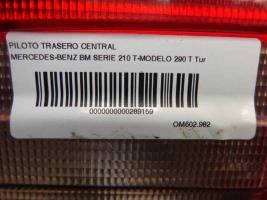 PILOTO TRASERO CENTRAL
MERCEDES-BENZ BM SERIE 210 T-MODELO 290 T Tur
0000000000289159
OM602.982